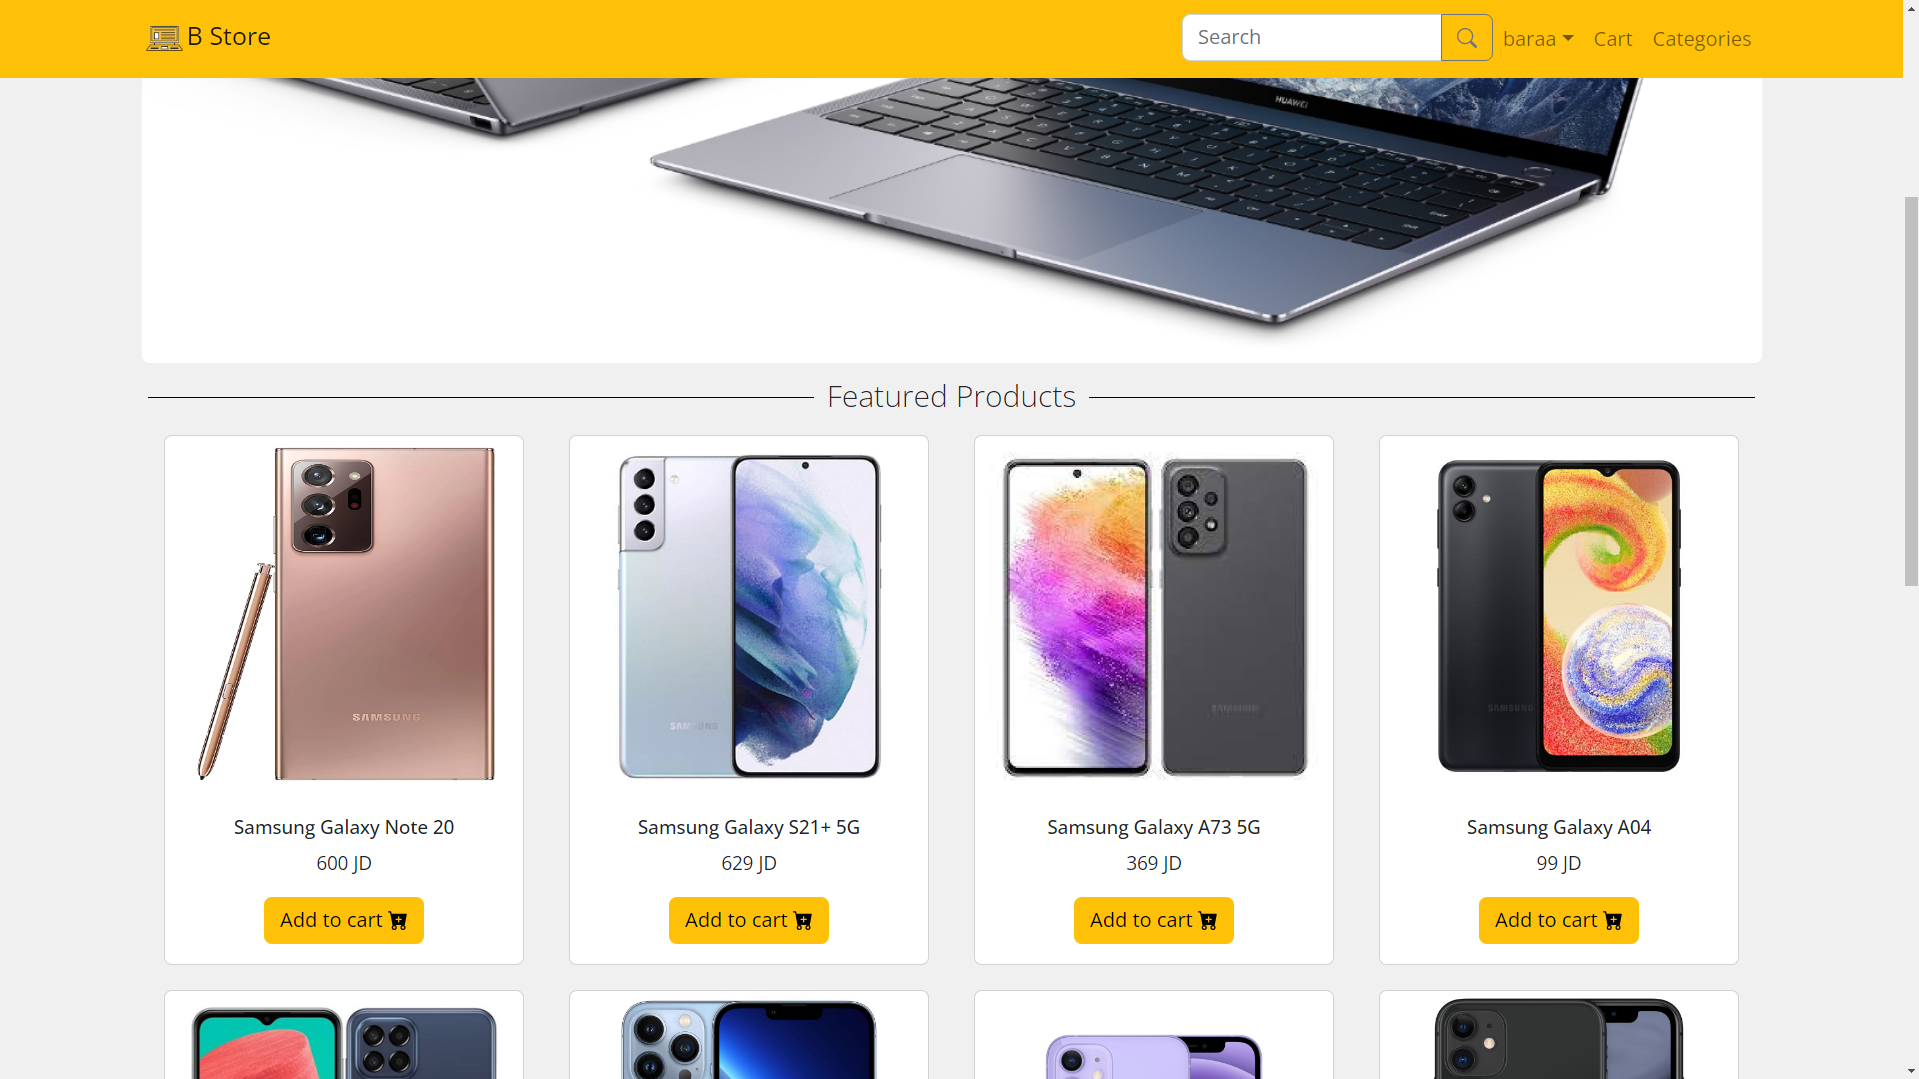 B Store
Search
baraa
Cart
Categories
HUAWEI
Featured Products
SAMSUNG
SAMSUNG
SAMSUNG
SAMSUNG
Samsung Galaxy Note 20
600 JD
Add to cart
Samsung Galaxy S21+ 5G
629 JD
Add to cart
Samsung Galaxy A73 5G
369 JD
Add to cart
Samsung Galaxy A04
99 JD
Add to cart